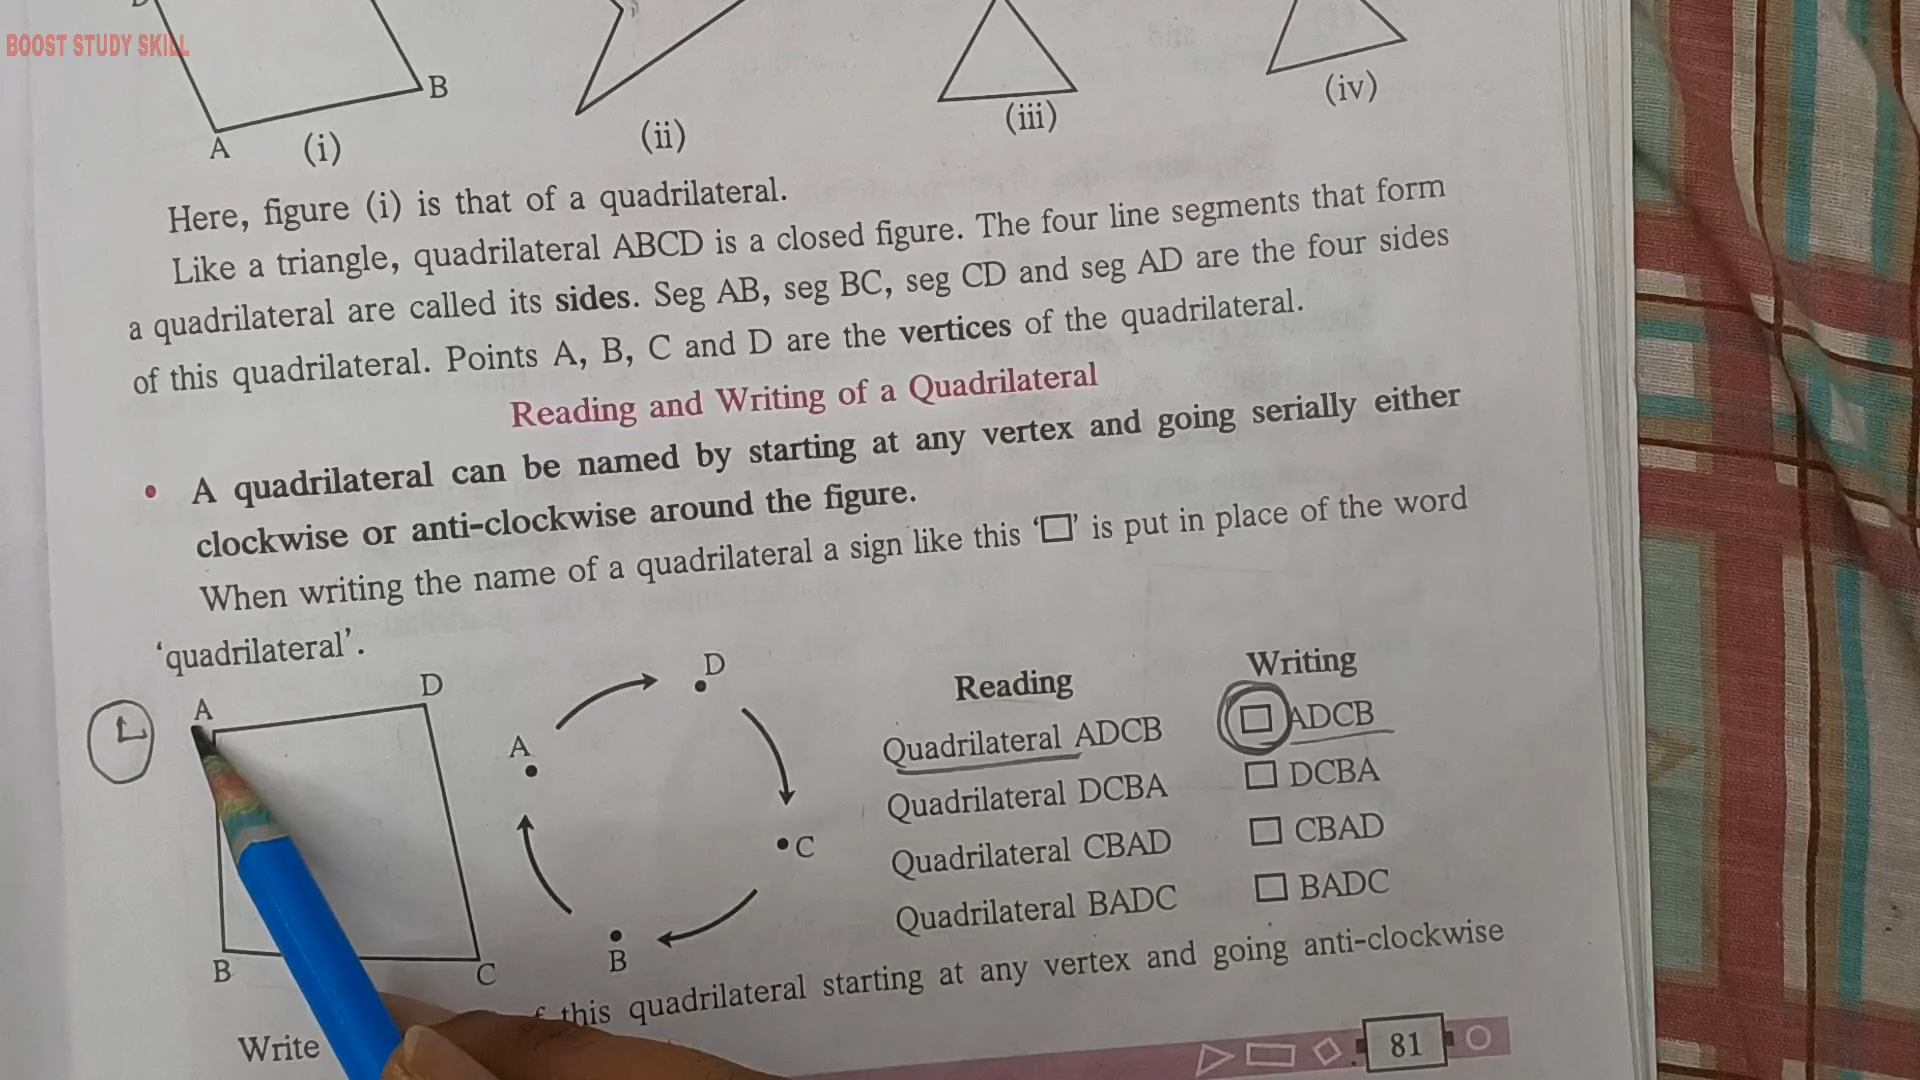 BOOST STUDY SKILL
B
A
(i)
(ii)
(iii)
(iv)
Here, figure (i) is that of a quadrilateral.
Like a triangle, quadrilateral ABCD is a closed figure. The four line segments that form
a quadrilateral are called its sides. Seg AB, seg BC, seg CD and seg AD are the four sides
of this quadrilateral. Points A, B, C and D are the vertices of the quadrilateral.
Reading and Writing of a Quadrilateral
• A quadrilateral can be named by starting at any vertex and going serially either
clockwise or anti-clockwise around the figure.
When writing the name of a quadrilateral a sign like this '□' is put in place of the word
'quadrilateral'.
A
D
B
C
D
A
C
B
Reading
Writing
Quadrilateral ADCB □ ADCB
Quadrilateral DCBA □ DCBA
Quadrilateral CBAD □ CBAD
Quadrilateral BADC □ BADC
Write this quadrilateral starting at any vertex and going anti-clockwise
81